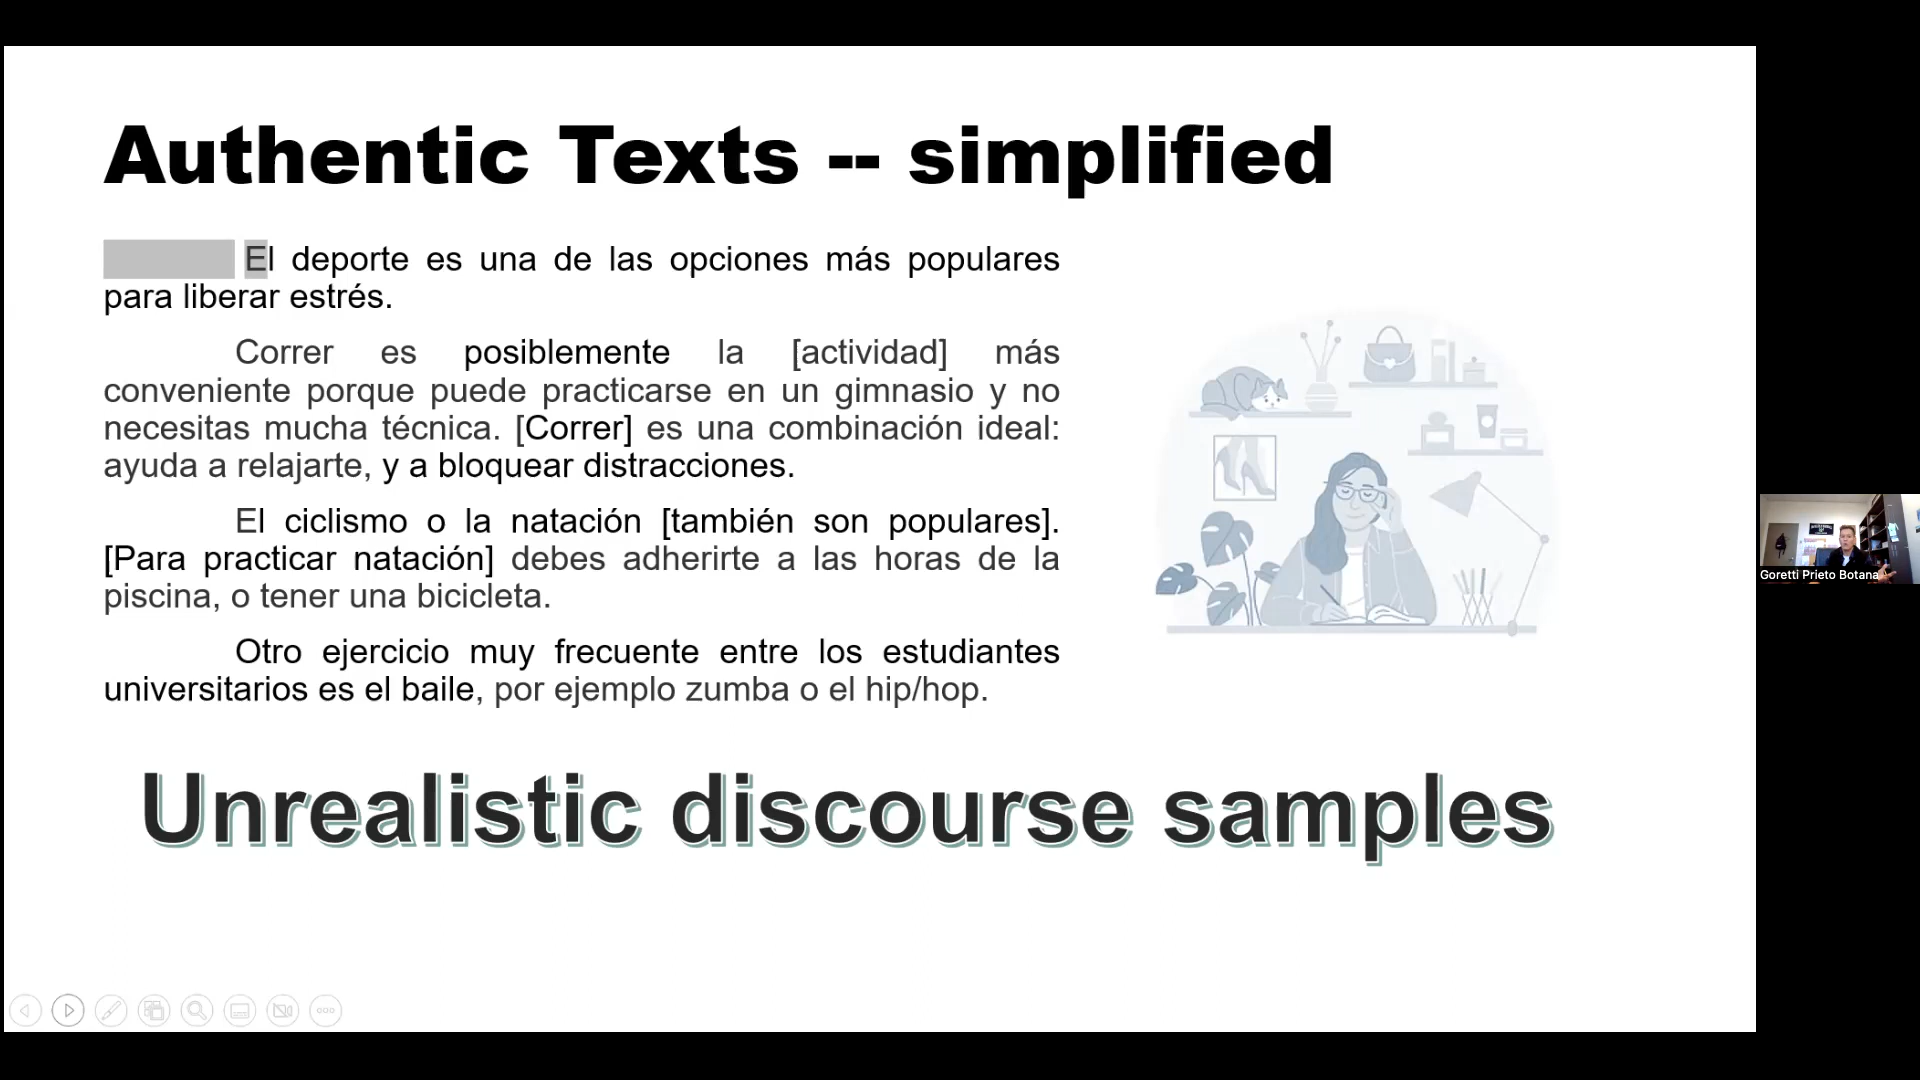 Authentic Texts -- simplified
El deporte es una de las opciones más populares
para liberar estrés.
Correr es posiblemente la [actividad] más
conveniente porque puede practicarse en un gimnasio y no
necesitas mucha técnica. [Correr] es una combinación ideal:
ayuda a relajarte, y a bloquear distracciones.
El ciclismo o la natación [también son populares].
[Para practicar natación] debes adherirte a las horas de la
piscina, o tener una bicicleta.
Otro ejercicio muy frecuente entre los estudiantes
universitarios es el baile, por ejemplo zumba o el hip/hop.
Unrealistic discourse samples
Goretti Prieto Botana